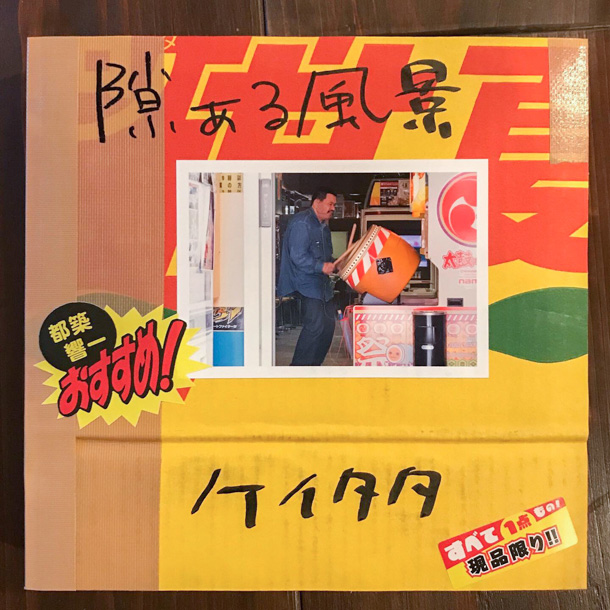 隙ある風景
都築
響一
おすすめ!
ケイタタ
すべて1点もの!
現品限り!!